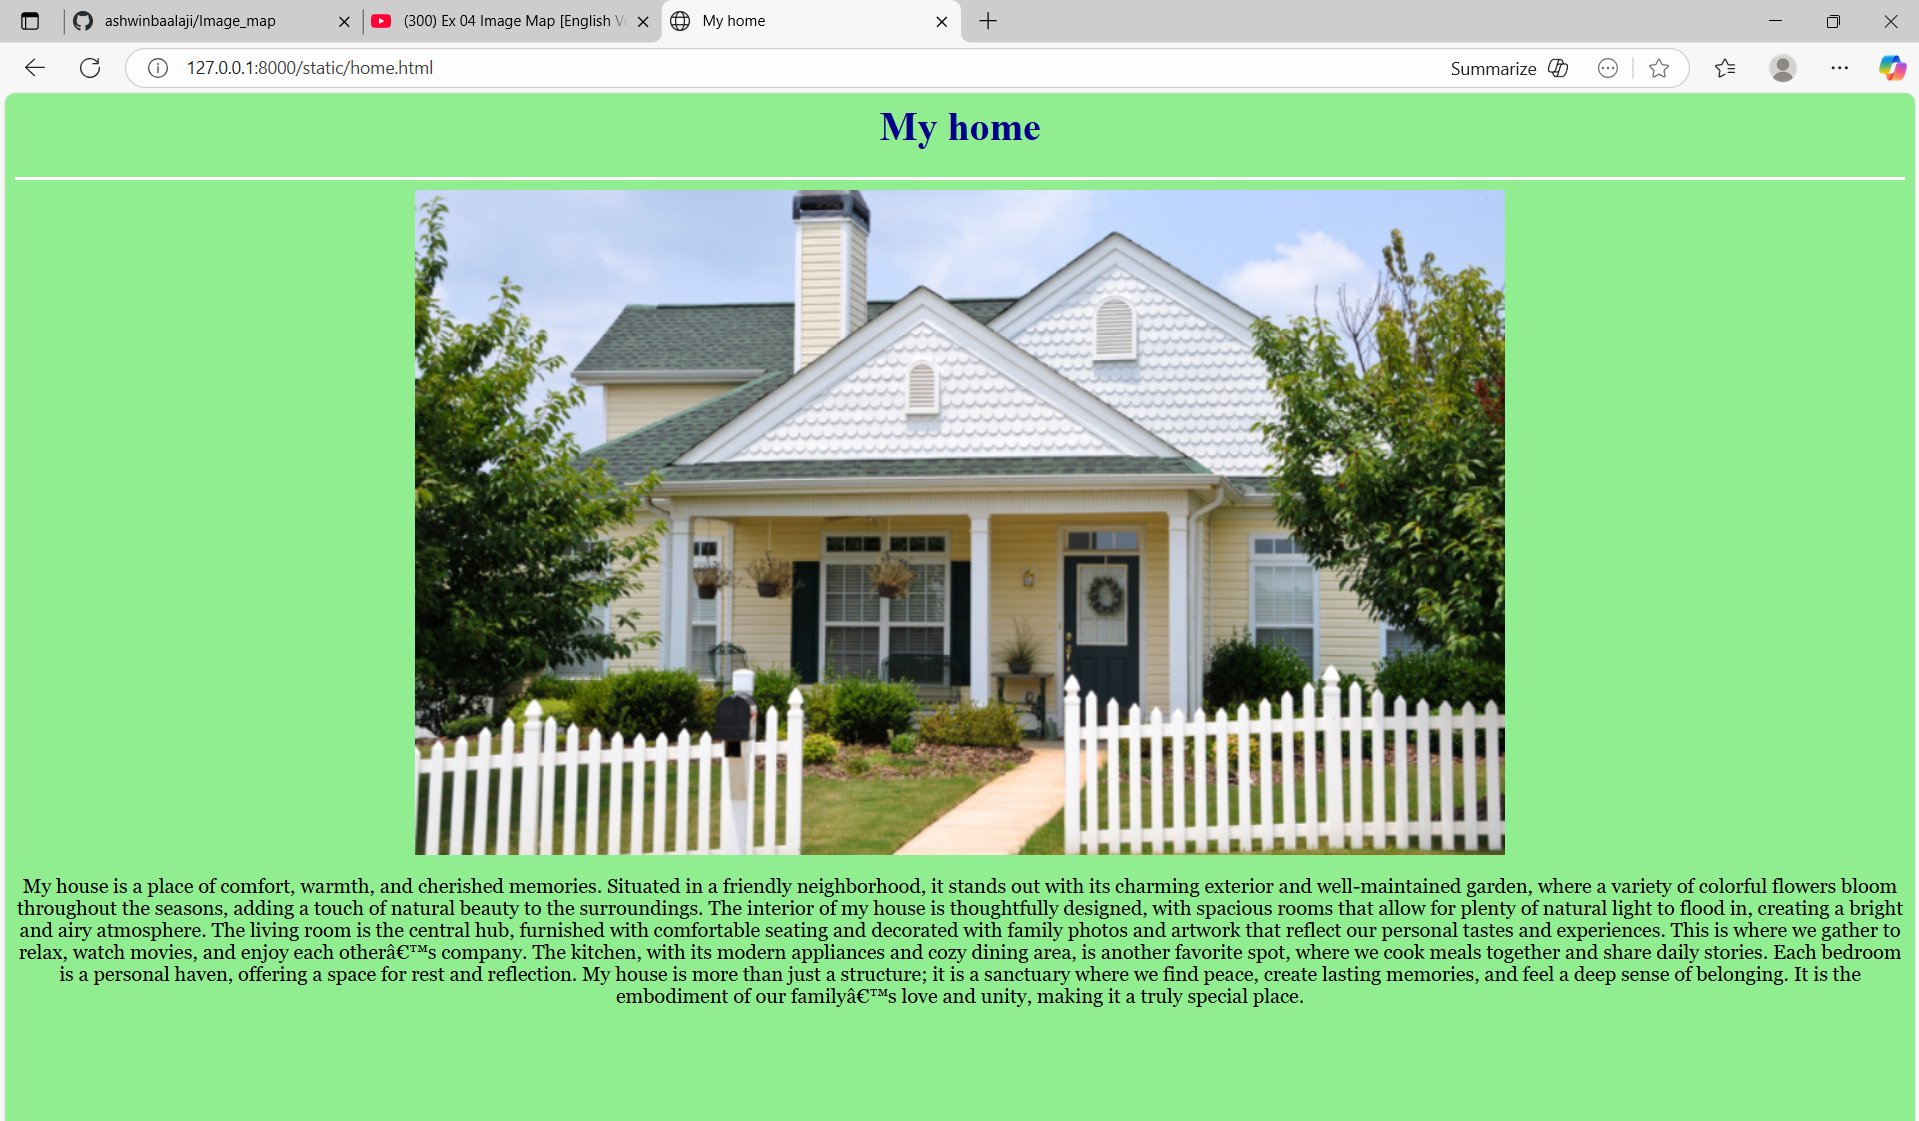 ashwinbaalaji/Image_map
(300) Ex 04 Image Map [English V
My home
127.0.0.1:8000/static/home.html
Summarize
My home
My house is a place of comfort, warmth, and cherished memories. Situated in a friendly neighborhood, it stands out with its charming exterior and well-maintained garden, where a variety of colorful flowers bloom
throughout the seasons, adding a touch of natural beauty to the surroundings. The interior of my house is thoughtfully designed, with spacious rooms that allow for plenty of natural light to flood in, creating a bright
and airy atmosphere. The living room is the central hub, furnished with comfortable seating and decorated with family photos and artwork that reflect our personal tastes and experiences. This is where we gather to
relax, watch movies, and enjoy each otherâ€™s company. The kitchen, with its modern appliances and cozy dining area, is another favorite spot, where we cook meals together and share daily stories. Each bedroom
is a personal haven, offering a space for rest and reflection. My house is more than just a structure; it is a sanctuary where we find peace, create lasting memories, and feel a deep sense of belonging. It is the
embodiment of our familyâ€™s love and unity, making it a truly special place.